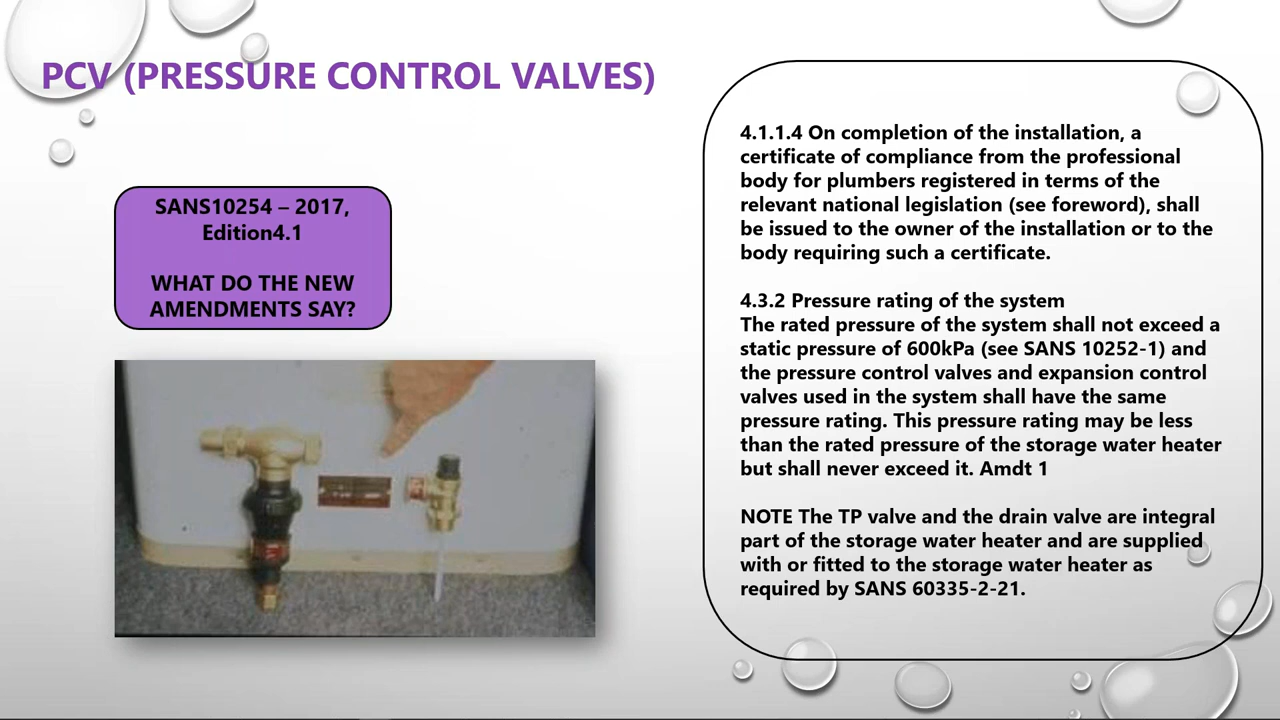 PCV (PRESSURE CONTROL VALVES)
SANS10254 – 2017,
Edition4.1
WHAT DO THE NEW
AMENDMENTS SAY?
4.1.1.4 On completion of the installation, a
certificate of compliance from the professional
body for plumbers registered in terms of the
relevant national legislation (see foreword), shall
be issued to the owner of the installation or to the
body requiring such a certificate.
4.3.2 Pressure rating of the system
The rated pressure of the system shall not exceed a
static pressure of 600kPa (see SANS 10252-1) and
the pressure control valves and expansion control
valves used in the system shall have the same
pressure rating. This pressure rating may be less
than the rated pressure of the storage water heater
but shall never exceed it. Amdt 1
NOTE The TP valve and the drain valve are integral
part of the storage water heater and are supplied
with or fitted to the storage water heater as
required by SANS 60335-2-21.